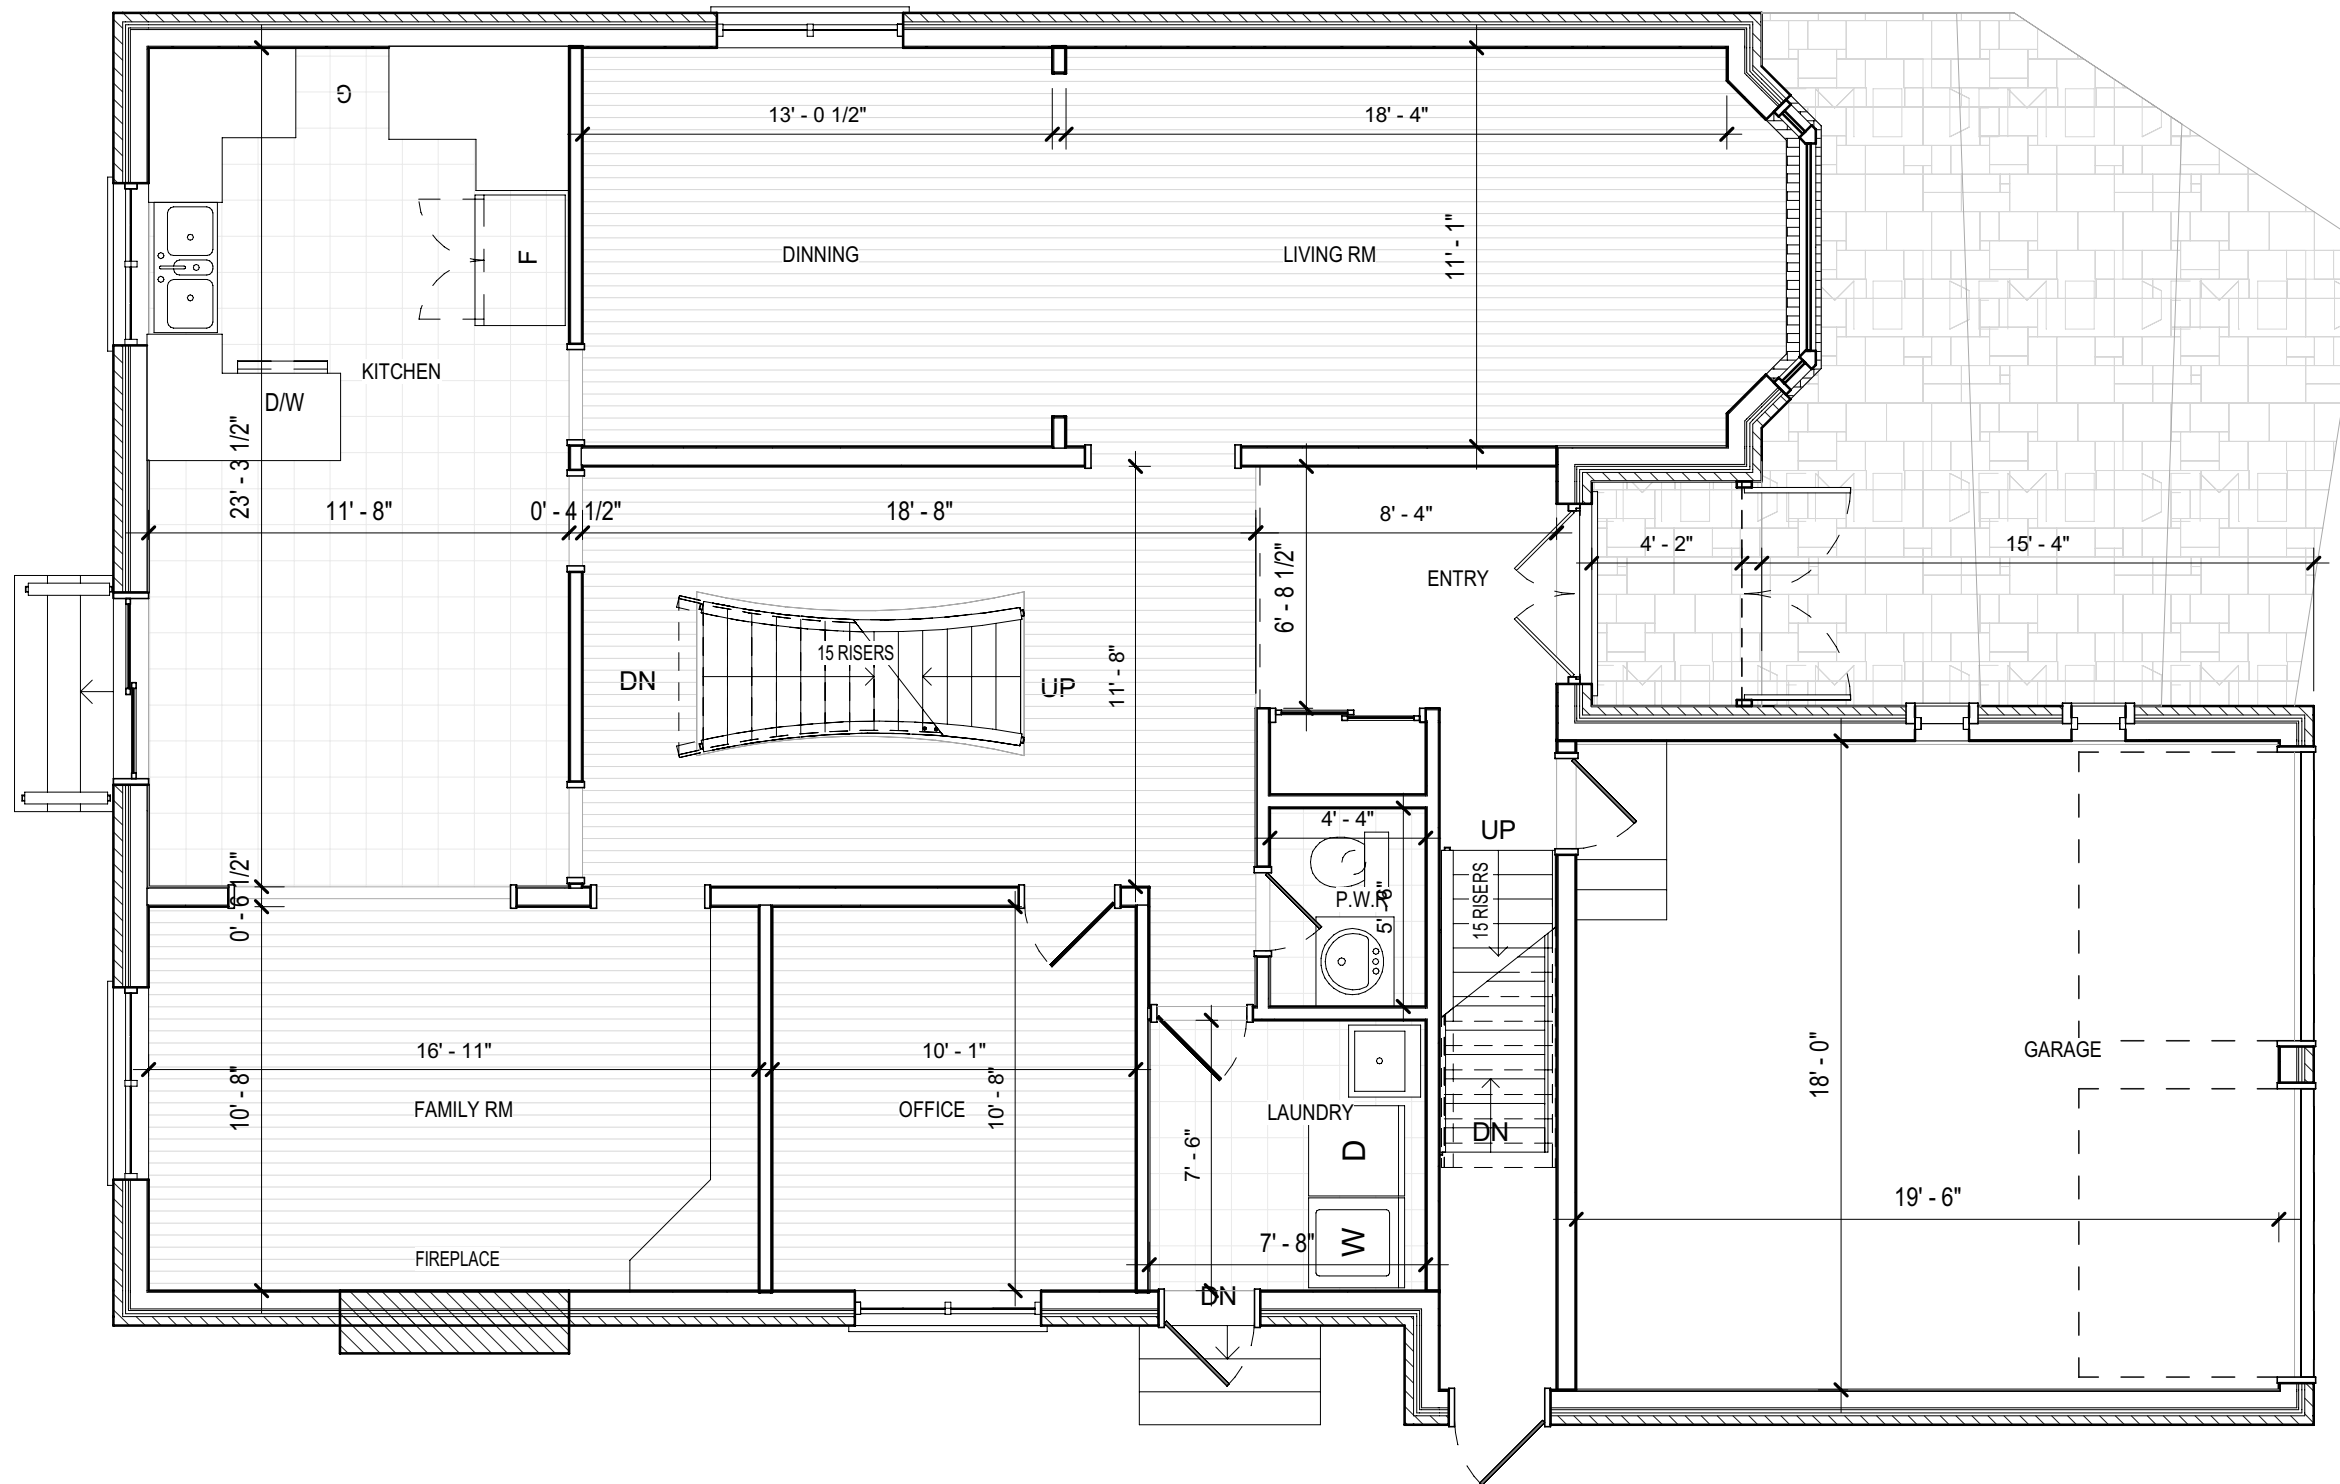 G
13' - 0 1/2"
18' - 4"
F
DINNING
LIVING RM
11' - 1"
KITCHEN
D/W
23' - 3 1/2"
11' - 8"
0' - 4 1/2"
18' - 8"
8' - 4"
4' - 2"
15' - 4"
6' - 8 1/2"
ENTRY
15 RISERS
DN
UP
11' - 8"
4' - 4"
UP
0' - 6 1/2"
15 RISERS
P.W.R
5' - 6"
16' - 11"
10' - 1"
GARAGE
18' - 0"
10' - 8"
FAMILY RM
OFFICE
10' - 8"
LAUNDRY
7' - 6"
D
DN
19' - 6"
FIREPLACE
7' - 8"
W
DN